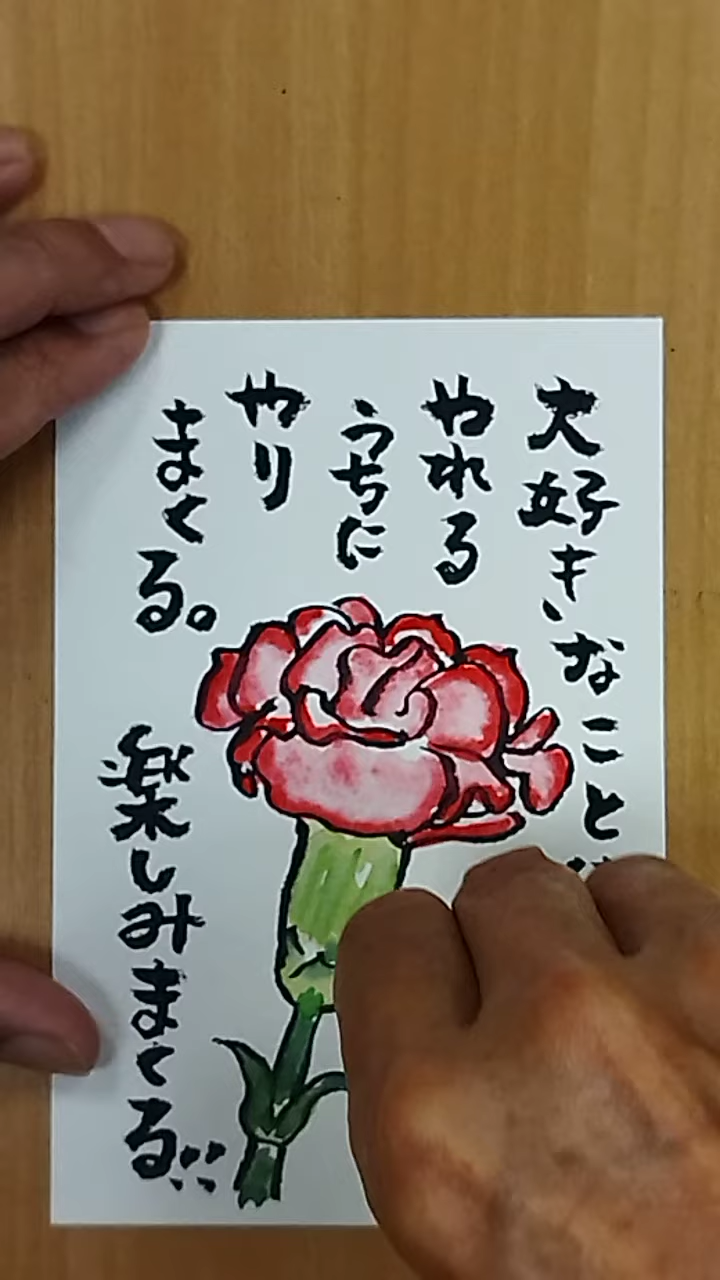 大好きなこと
やれる
うちに
やり
まくる。
楽しみまくる!!